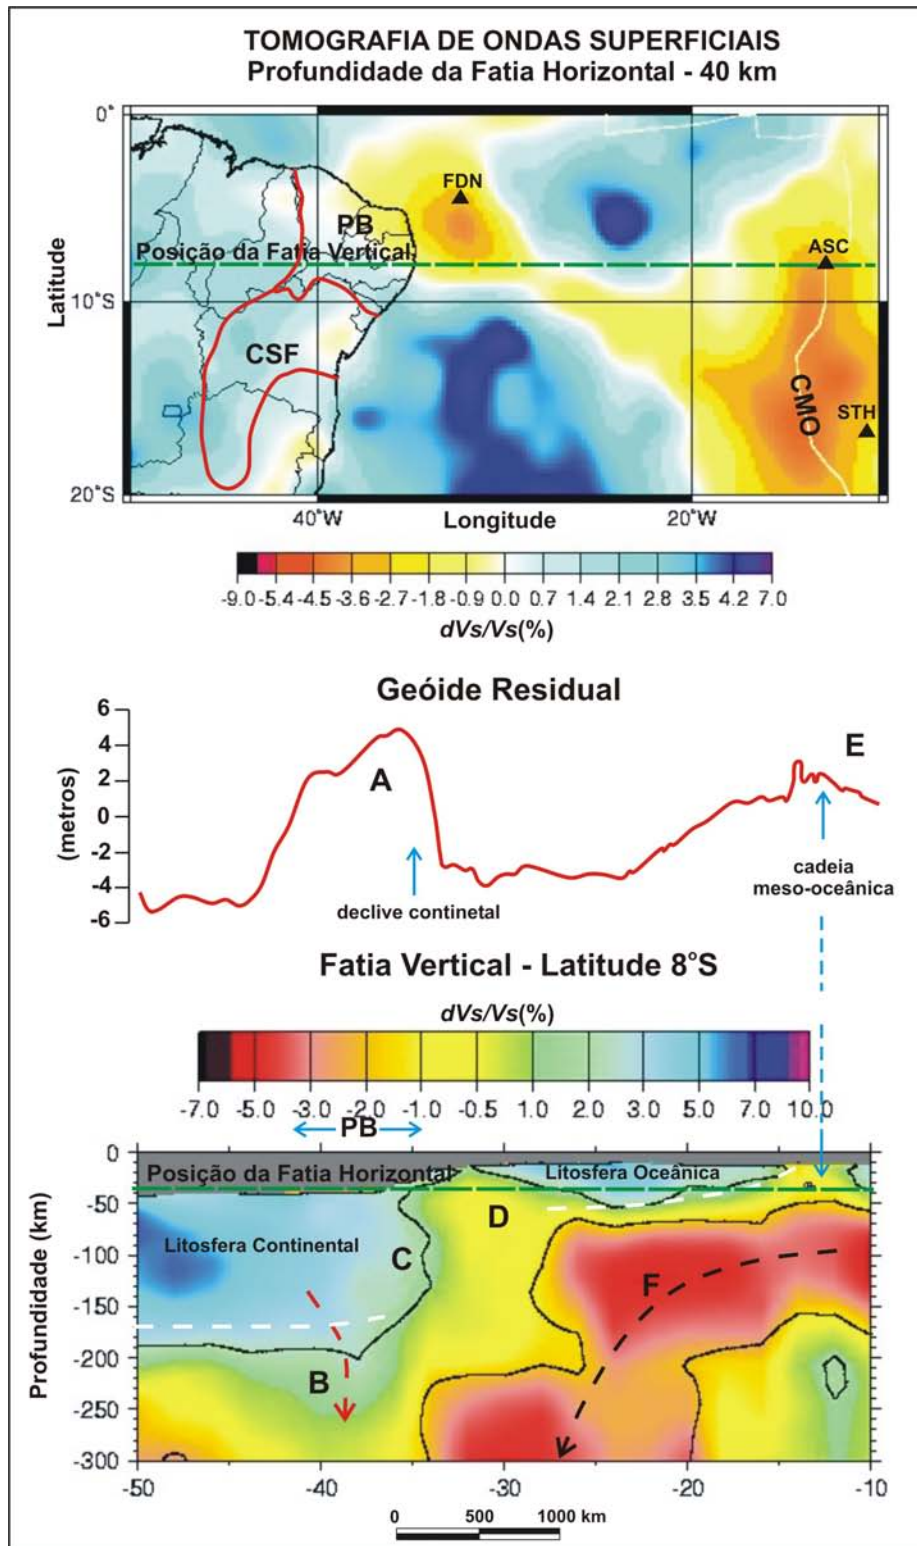 TOMOGRAFIA DE ONDAS SUPERFICIAIS
Profundidade da Fatia Horizontal - 40 km
0°
10°S
20°S
Latitude
FDN
PB
Posição da Fatia Vertical
ASC
CSF
CMO
STH
40°W
Longitude
20°W
-9.0 -5.4 -4.5 -3.6 -2.7 -1.8 -0.9 0.0 0.7 1.4 2.1 2.8 3.5 4.2 7.0
dVs/Vs(%)
Geóide Residual
6
4
2
0
-2
-4
-6
(metros)
A
E
declive continetal
cadeia
meso-oceânica
Fatia Vertical - Latitude 8°S
dVs/Vs(%)
-7.0 -5.0 -3.0 -2.0 -1.0 -0.5 1.0 2.0 3.0 5.0 7.0 10.0
PB
0
-50
-100
-150
-200
-250
-300
Profundidade (km)
Posição da Fatia Horizontal
Litosfera Oceânica
Litosfera Continental
C
D
F
B
-50 -40 -30 -20 -10
0 500 1000 km